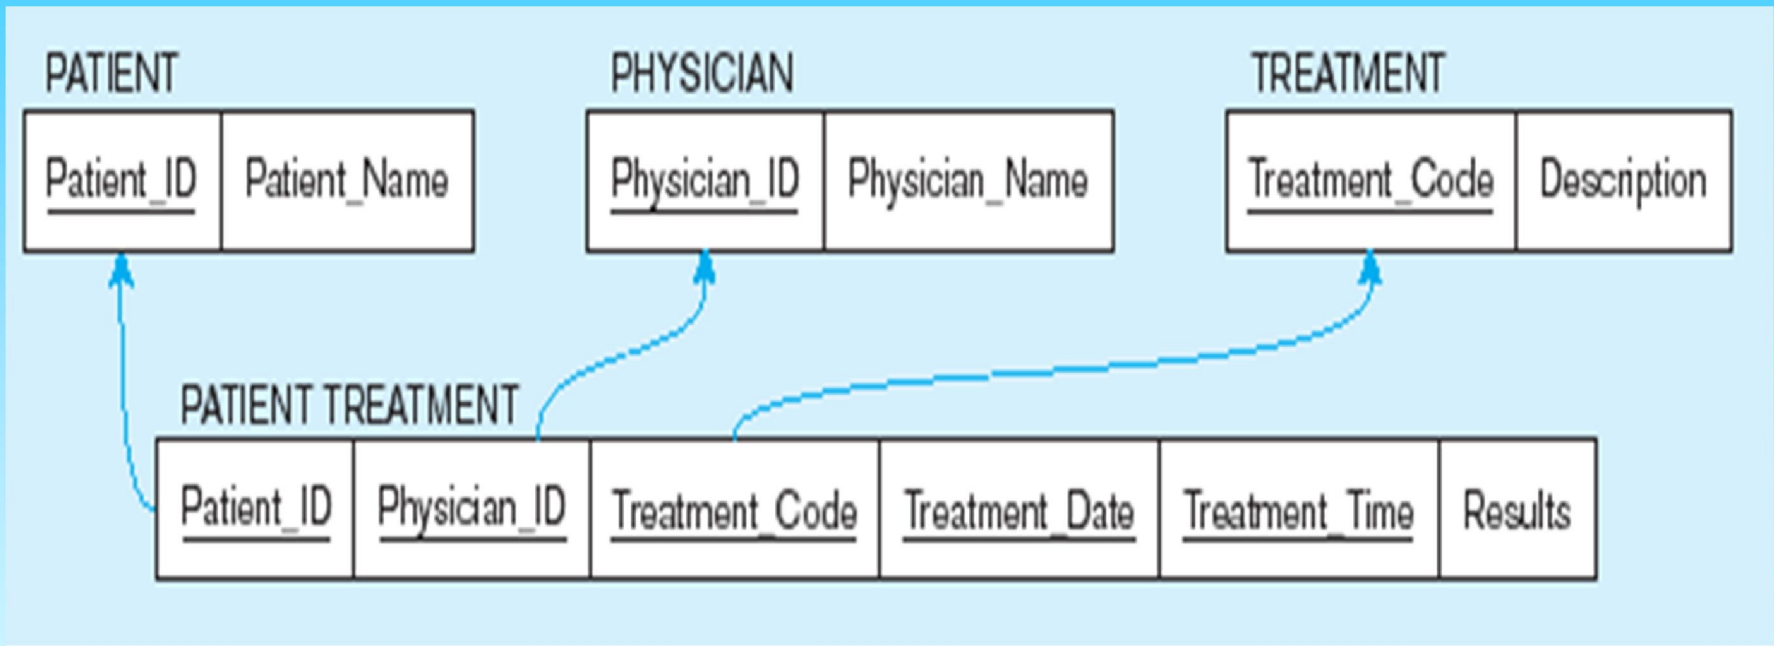 PATIENT PHYSICIAN TREATMENT
Patient_ID Patient_Name Physician_ID Physician_Name Treatment_Code Description
PATIENT TREATMENT
Patient_ID Physician_ID Treatment_Code Treatment_Date Treatment_Time Results